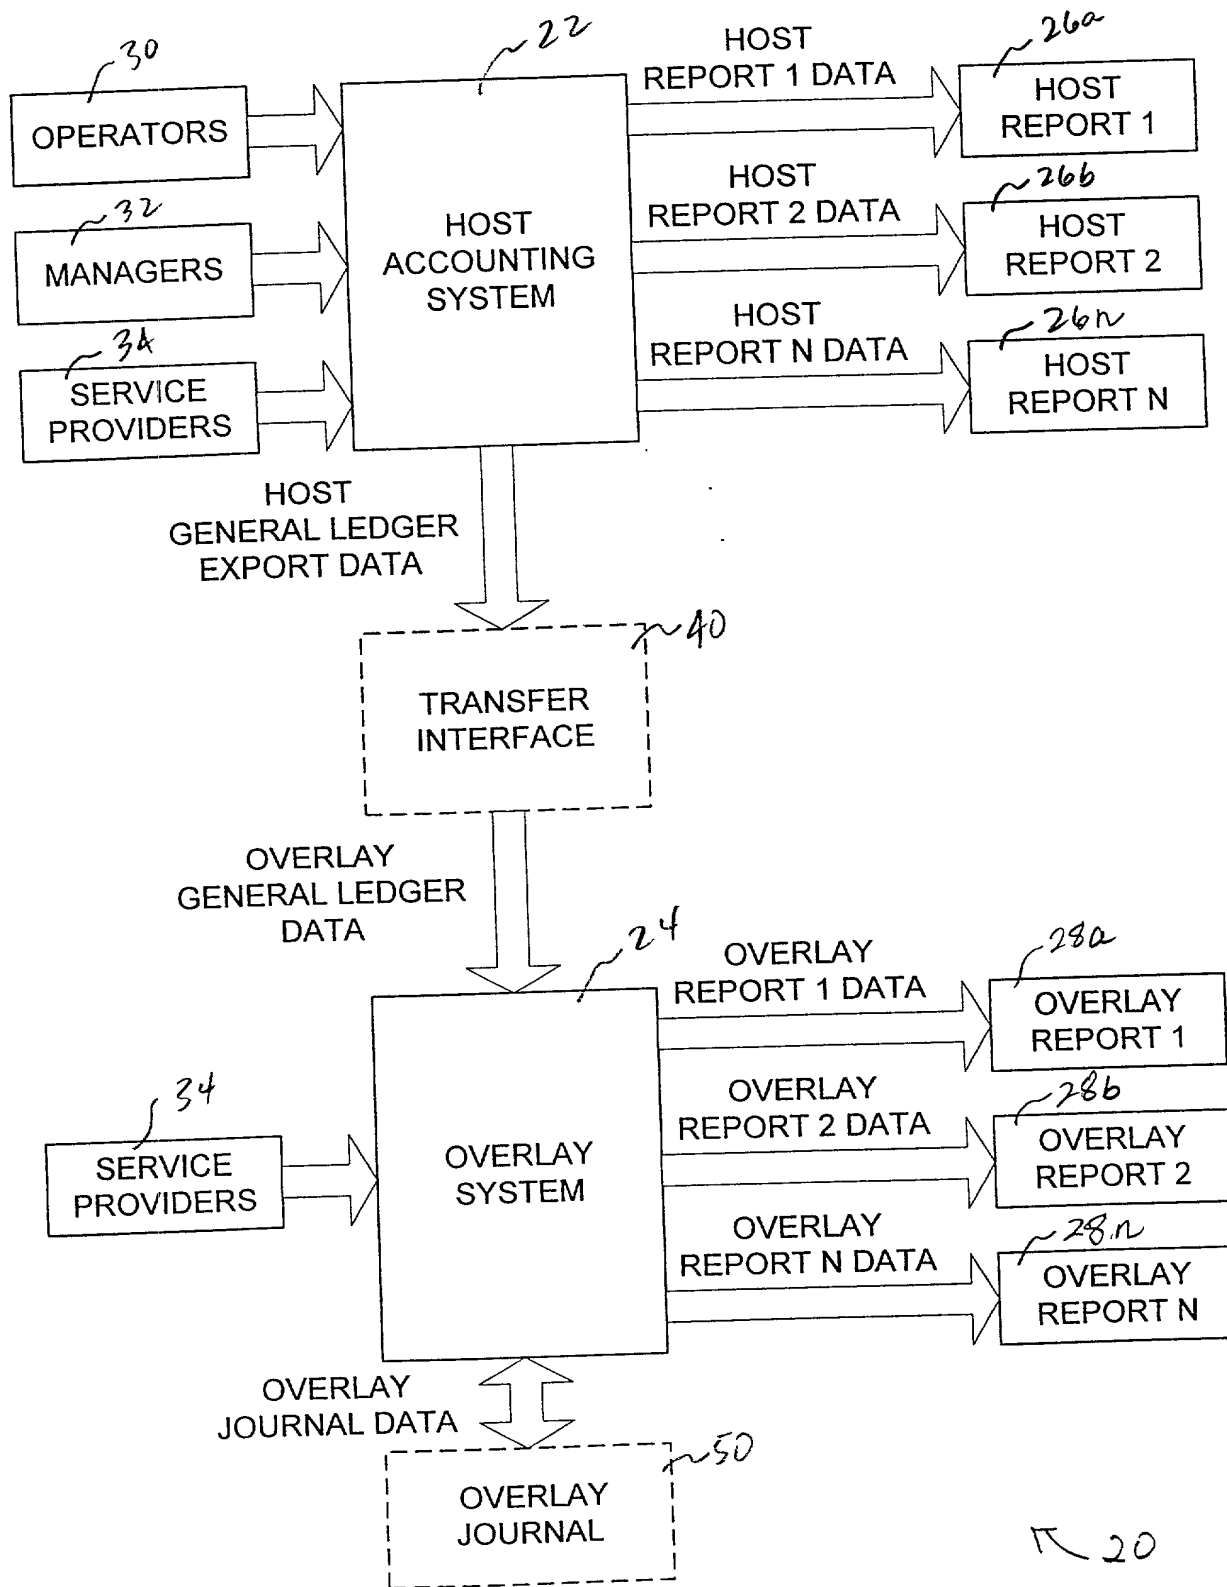 30
OPERATORS
32
MANAGERS
34
SERVICE
PROVIDERS
22
HOST
ACCOUNTING
SYSTEM
HOST
REPORT 1 DATA
26a
HOST
REPORT 1
HOST
REPORT 2 DATA
26b
HOST
REPORT 2
HOST
REPORT N DATA
26n
HOST
REPORT N
HOST
GENERAL LEDGER
EXPORT DATA
40
TRANSFER
INTERFACE
OVERLAY
GENERAL LEDGER
DATA
24
34
SERVICE
PROVIDERS
OVERLAY
SYSTEM
OVERLAY
REPORT 1 DATA
28a
OVERLAY
REPORT 1
OVERLAY
REPORT 2 DATA
28b
OVERLAY
REPORT 2
OVERLAY
REPORT N DATA
28n
OVERLAY
REPORT N
OVERLAY
JOURNAL DATA
50
OVERLAY
JOURNAL
20